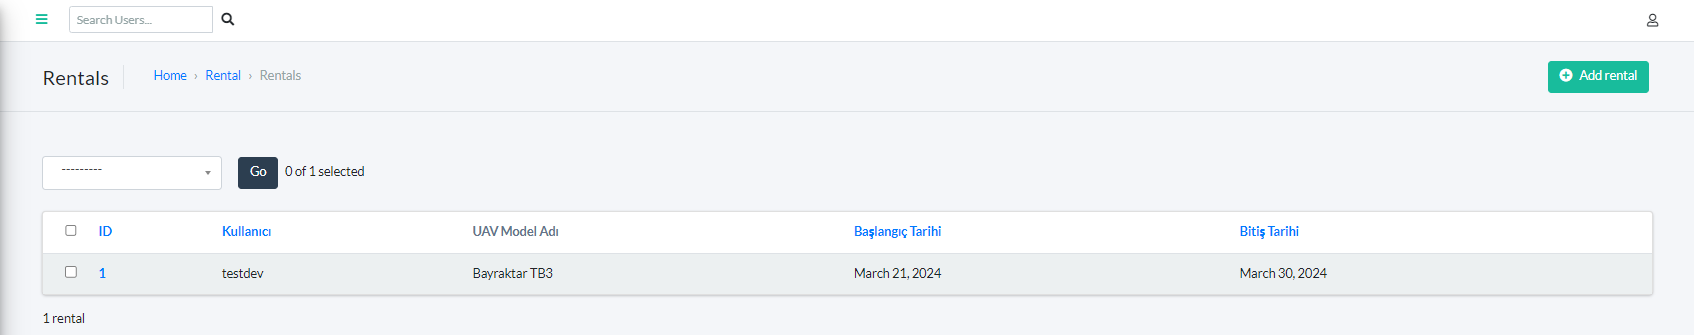 Search Users...
Rentals
Home › Rental › Rentals
Add rental
---------
Go
0 of 1 selected
ID Kullanıcı UAV Model Adı Başlangıç Tarihi Bitiş Tarihi
1 testdev Bayraktar TB3 March 21, 2024 March 30, 2024
1 rental